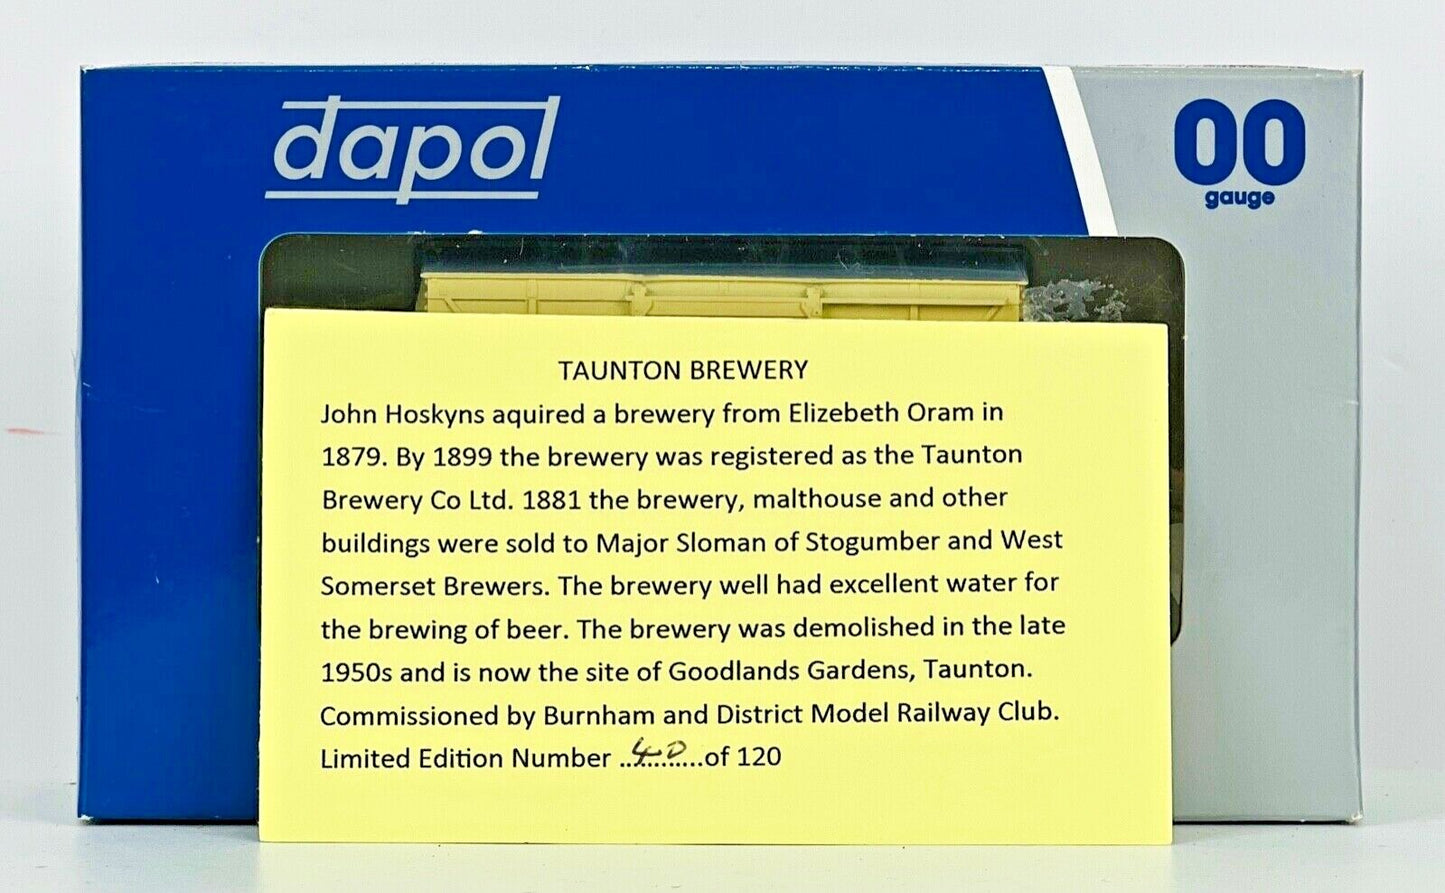 dapol
00
gauge
TAUNTON BREWERY
John Hoskyns aquired a brewery from Elizebeth Oram in
1879. By 1899 the brewery was registered as the Taunton
Brewery Co Ltd. 1881 the brewery, malthouse and other
buildings were sold to Major Sloman of Stogumber and West
Somerset Brewers. The brewery well had excellent water for
the brewing of beer. The brewery was demolished in the late
1950s and is now the site of Goodlands Gardens, Taunton.
Commissioned by Burnham and District Model Railway Club.
Limited Edition Number ..40..of 120